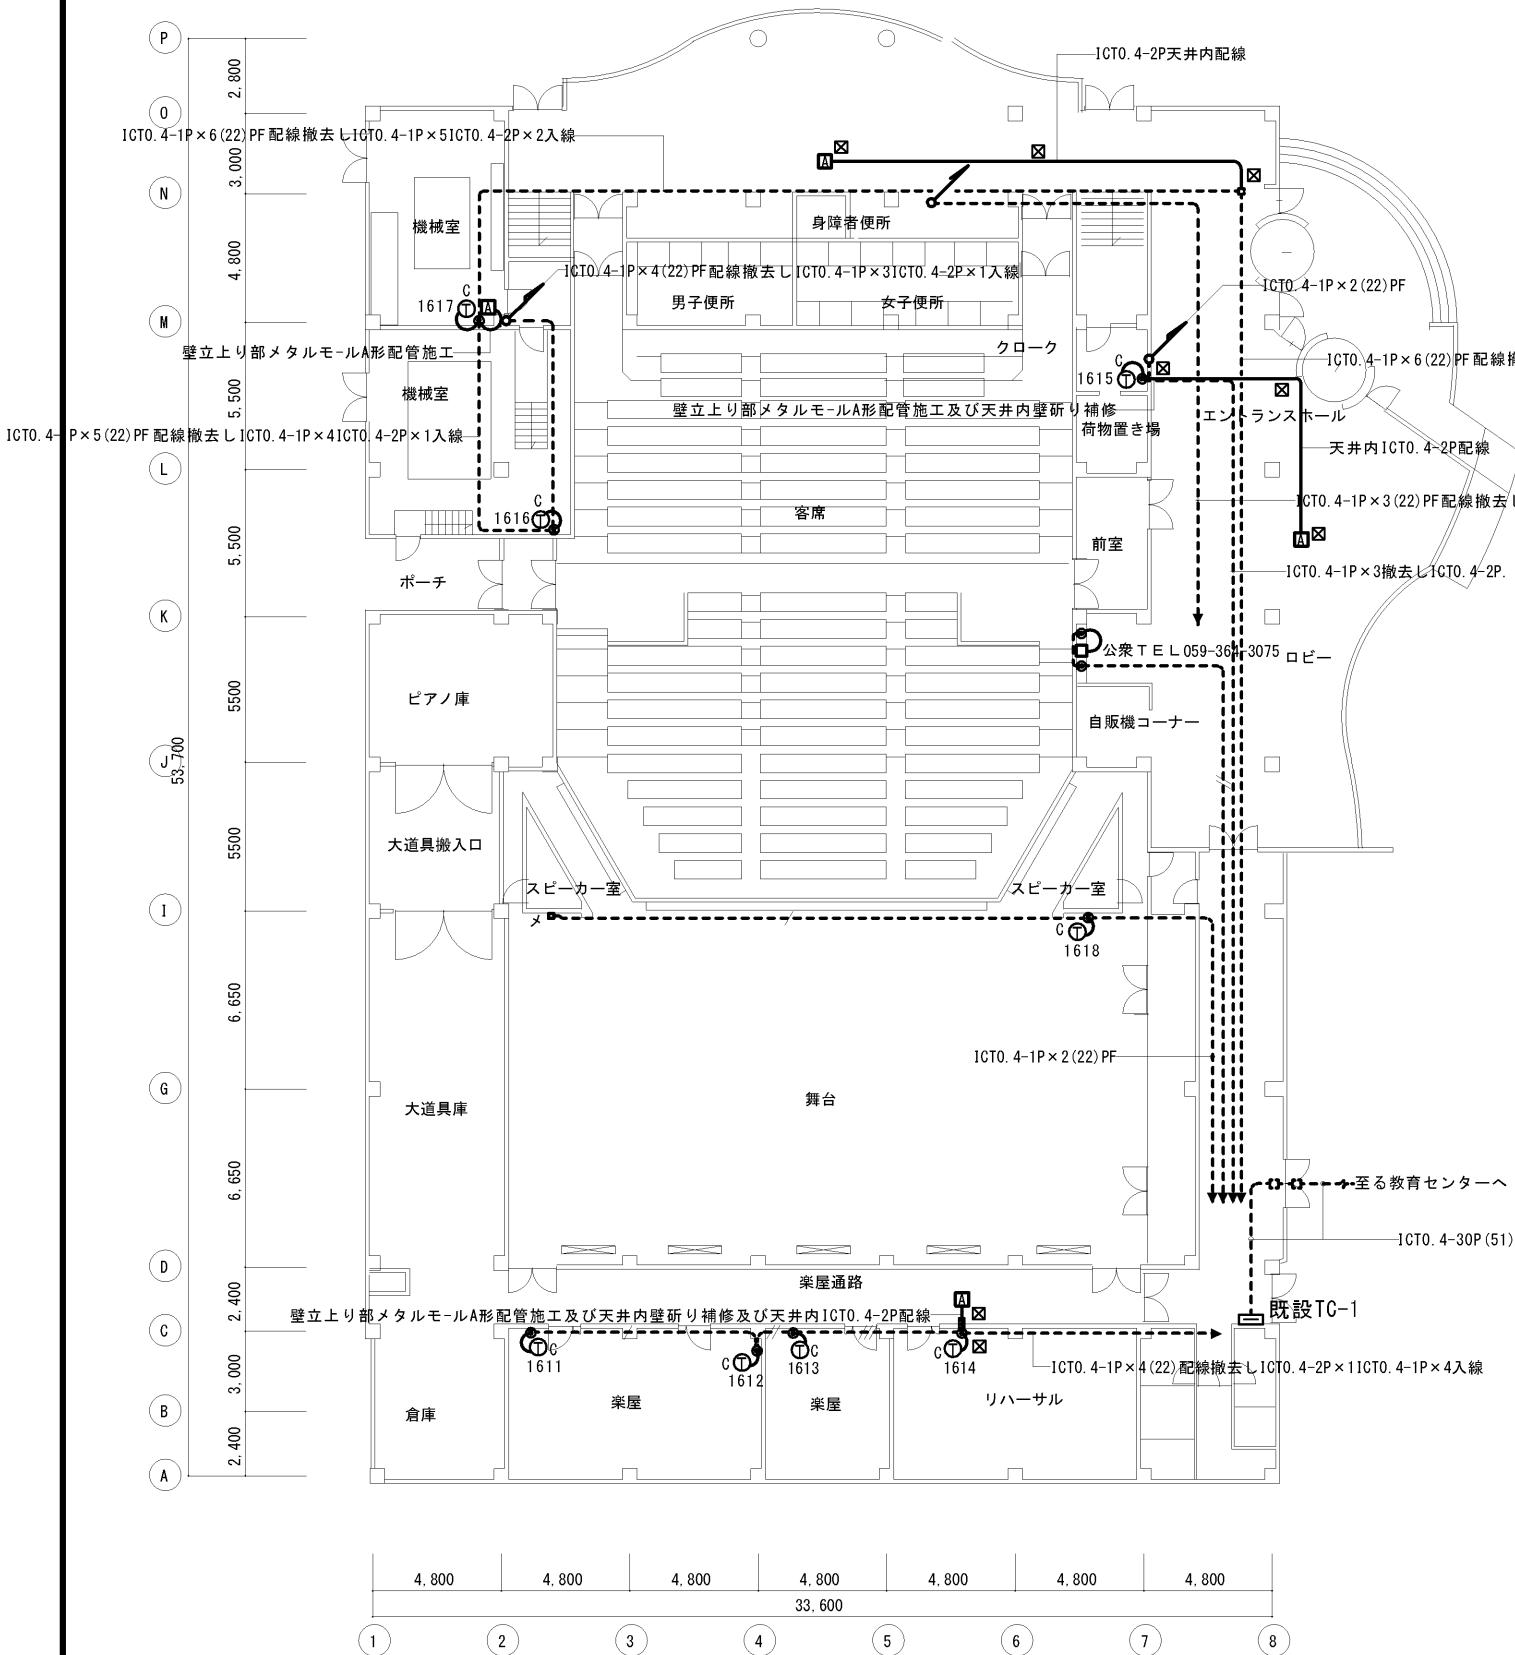 P
2,800
ICT0.4-2P天井内配線
O
ICT0.4-1P×6(22)PF配線撤去しICT0.4-1P×5ICT0.4-2P×2入線
A
3,000
N
機械室
身障者便所
4,800
ICT0.4-1P×4(22)PF配線撤去しICT0.4-1P×3ICT0.4-2P×1入線
ICT0.4-1P×2(22)PF
C
1617
T
A
男子便所
女子便所
M
壁立上り部メタルモールA形配管施工
クローク
C
ICT0.4-1P×6(22)PF配線撤
1615
T
機械室
5,500
壁立上り部メタルモールA形配管施工及び天井内壁斫り補修
荷物置き場
エントランスホール
ICT0.4-1P×5(22)PF配線撤去しICT0.4-1P×4ICT0.4-2P×1入線
天井内ICT0.4-2P配線
L
C
ICT0.4-1P×3(22)PF配線撤去し
1616
T
客席
前室
A
5,500
ICT0.4-1P×3撤去しICT0.4-2P.
ポーチ
K
公衆TEL059-364-3075
ロビー
ピアノ庫
5500
自販機コーナー
J
53,700
大道具搬入口
5500
スピーカー室
スピーカー室
I
メ
C
T
1618
6,650
ICT0.4-1P×2(22)PF
G
大道具庫
舞台
6,650
至る教育センターへ
ICT0.4-30P(51)
D
楽屋通路
2,400
A
壁立上り部メタルモールA形配管施工及び天井内壁斫り補修及び天井内ICT0.4-2P配線
既設TC-1
C
T
C
1611
C
T
1612
T
C
1613
C
T
1614
ICT0.4-1P×4(22)配線撤去しICT0.4-2P×1ICT0.4-1P×4入線
3,000
B
倉庫
楽屋
楽屋
リハーサル
2,400
A
4,800
4,800
4,800
4,800
4,800
4,800
4,800
33,600
1
2
3
4
5
6
7
8